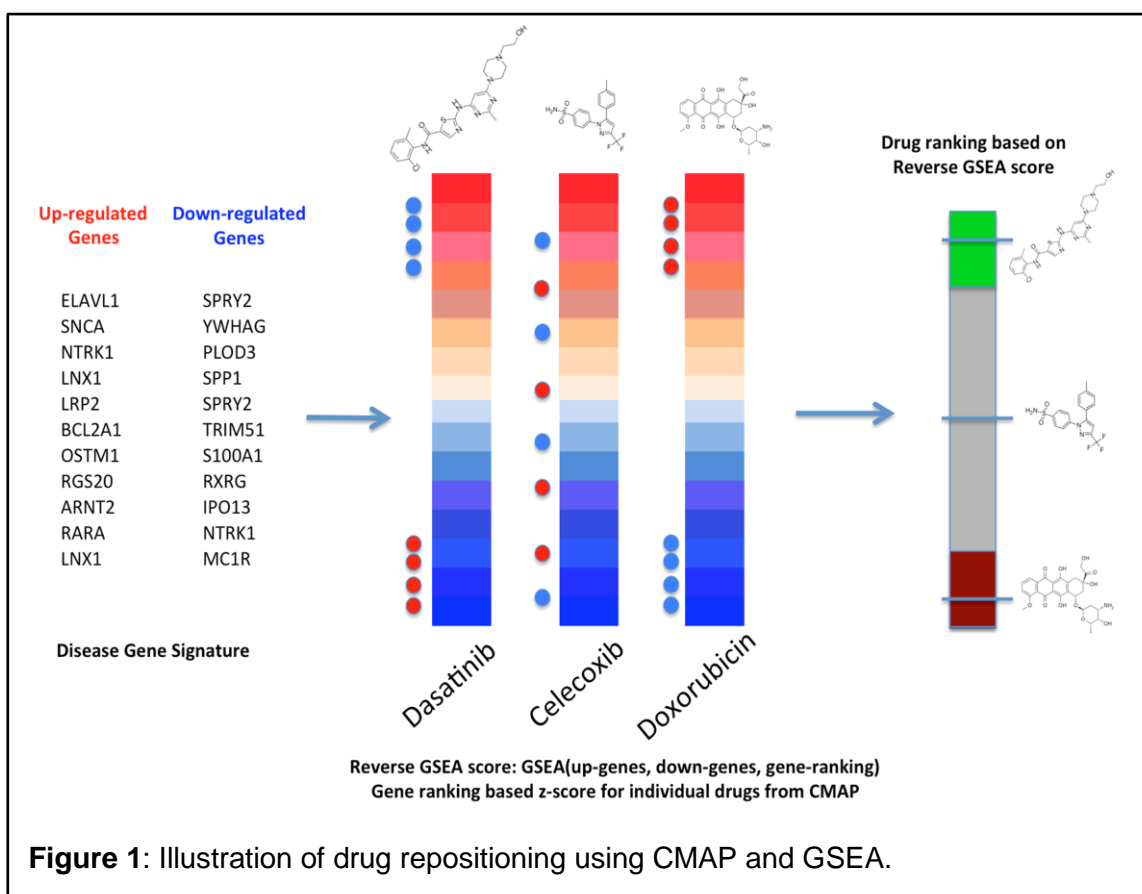 Drug ranking based on
Reverse GSEA score
Up-regulated Genes
Down-regulated Genes
ELAVL1 SPRY2
SNCA YWHAG
NTRK1 PLOD3
LNX1 SPP1
LRP2 SPRY2
BCL2A1 TRIM51
OSTM1 S100A1
RGS20 RXRG
ARNT2 IPO13
RARA NTRK1
LNX1 MC1R
Disease Gene Signature
Dasatinib
Celecoxib
Doxorubicin
Reverse GSEA score: GSEA(up-genes, down-genes, gene-ranking)
Gene ranking based z-score for individual drugs from CMAP
Figure 1: Illustration of drug repositioning using CMAP and GSEA.